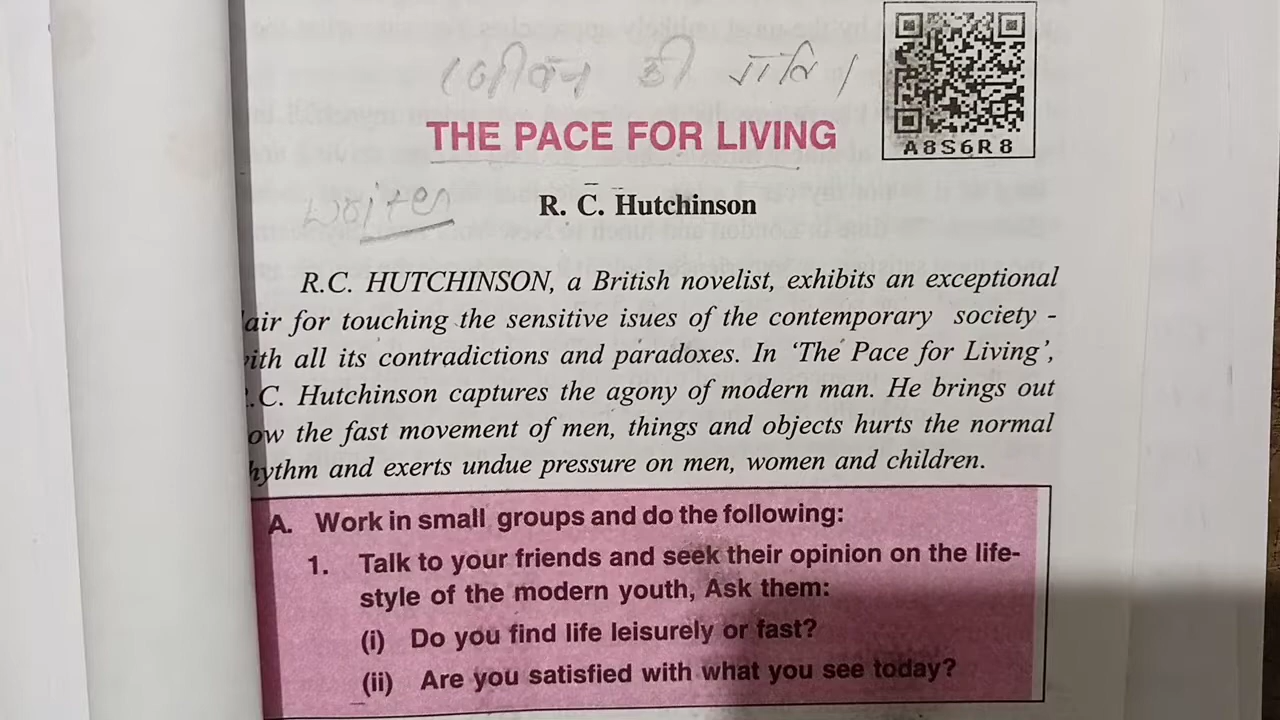 (जीवन की गति)
A8S6R8
THE PACE FOR LIVING
writer
R. C. Hutchinson
R.C. HUTCHINSON, a British novelist, exhibits an exceptional
air for touching the sensitive isues of the contemporary society -
ith all its contradictions and paradoxes. In ‘The Pace for Living’,
.C. Hutchinson captures the agony of modern man. He brings out
ow the fast movement of men, things and objects hurts the normal
hythm and exerts undue pressure on men, women and children.
A. Work in small groups and do the following:
1. Talk to your friends and seek their opinion on the life-
style of the modern youth, Ask them:
(i) Do you find life leisurely or fast?
(ii) Are you satisfied with what you see today?